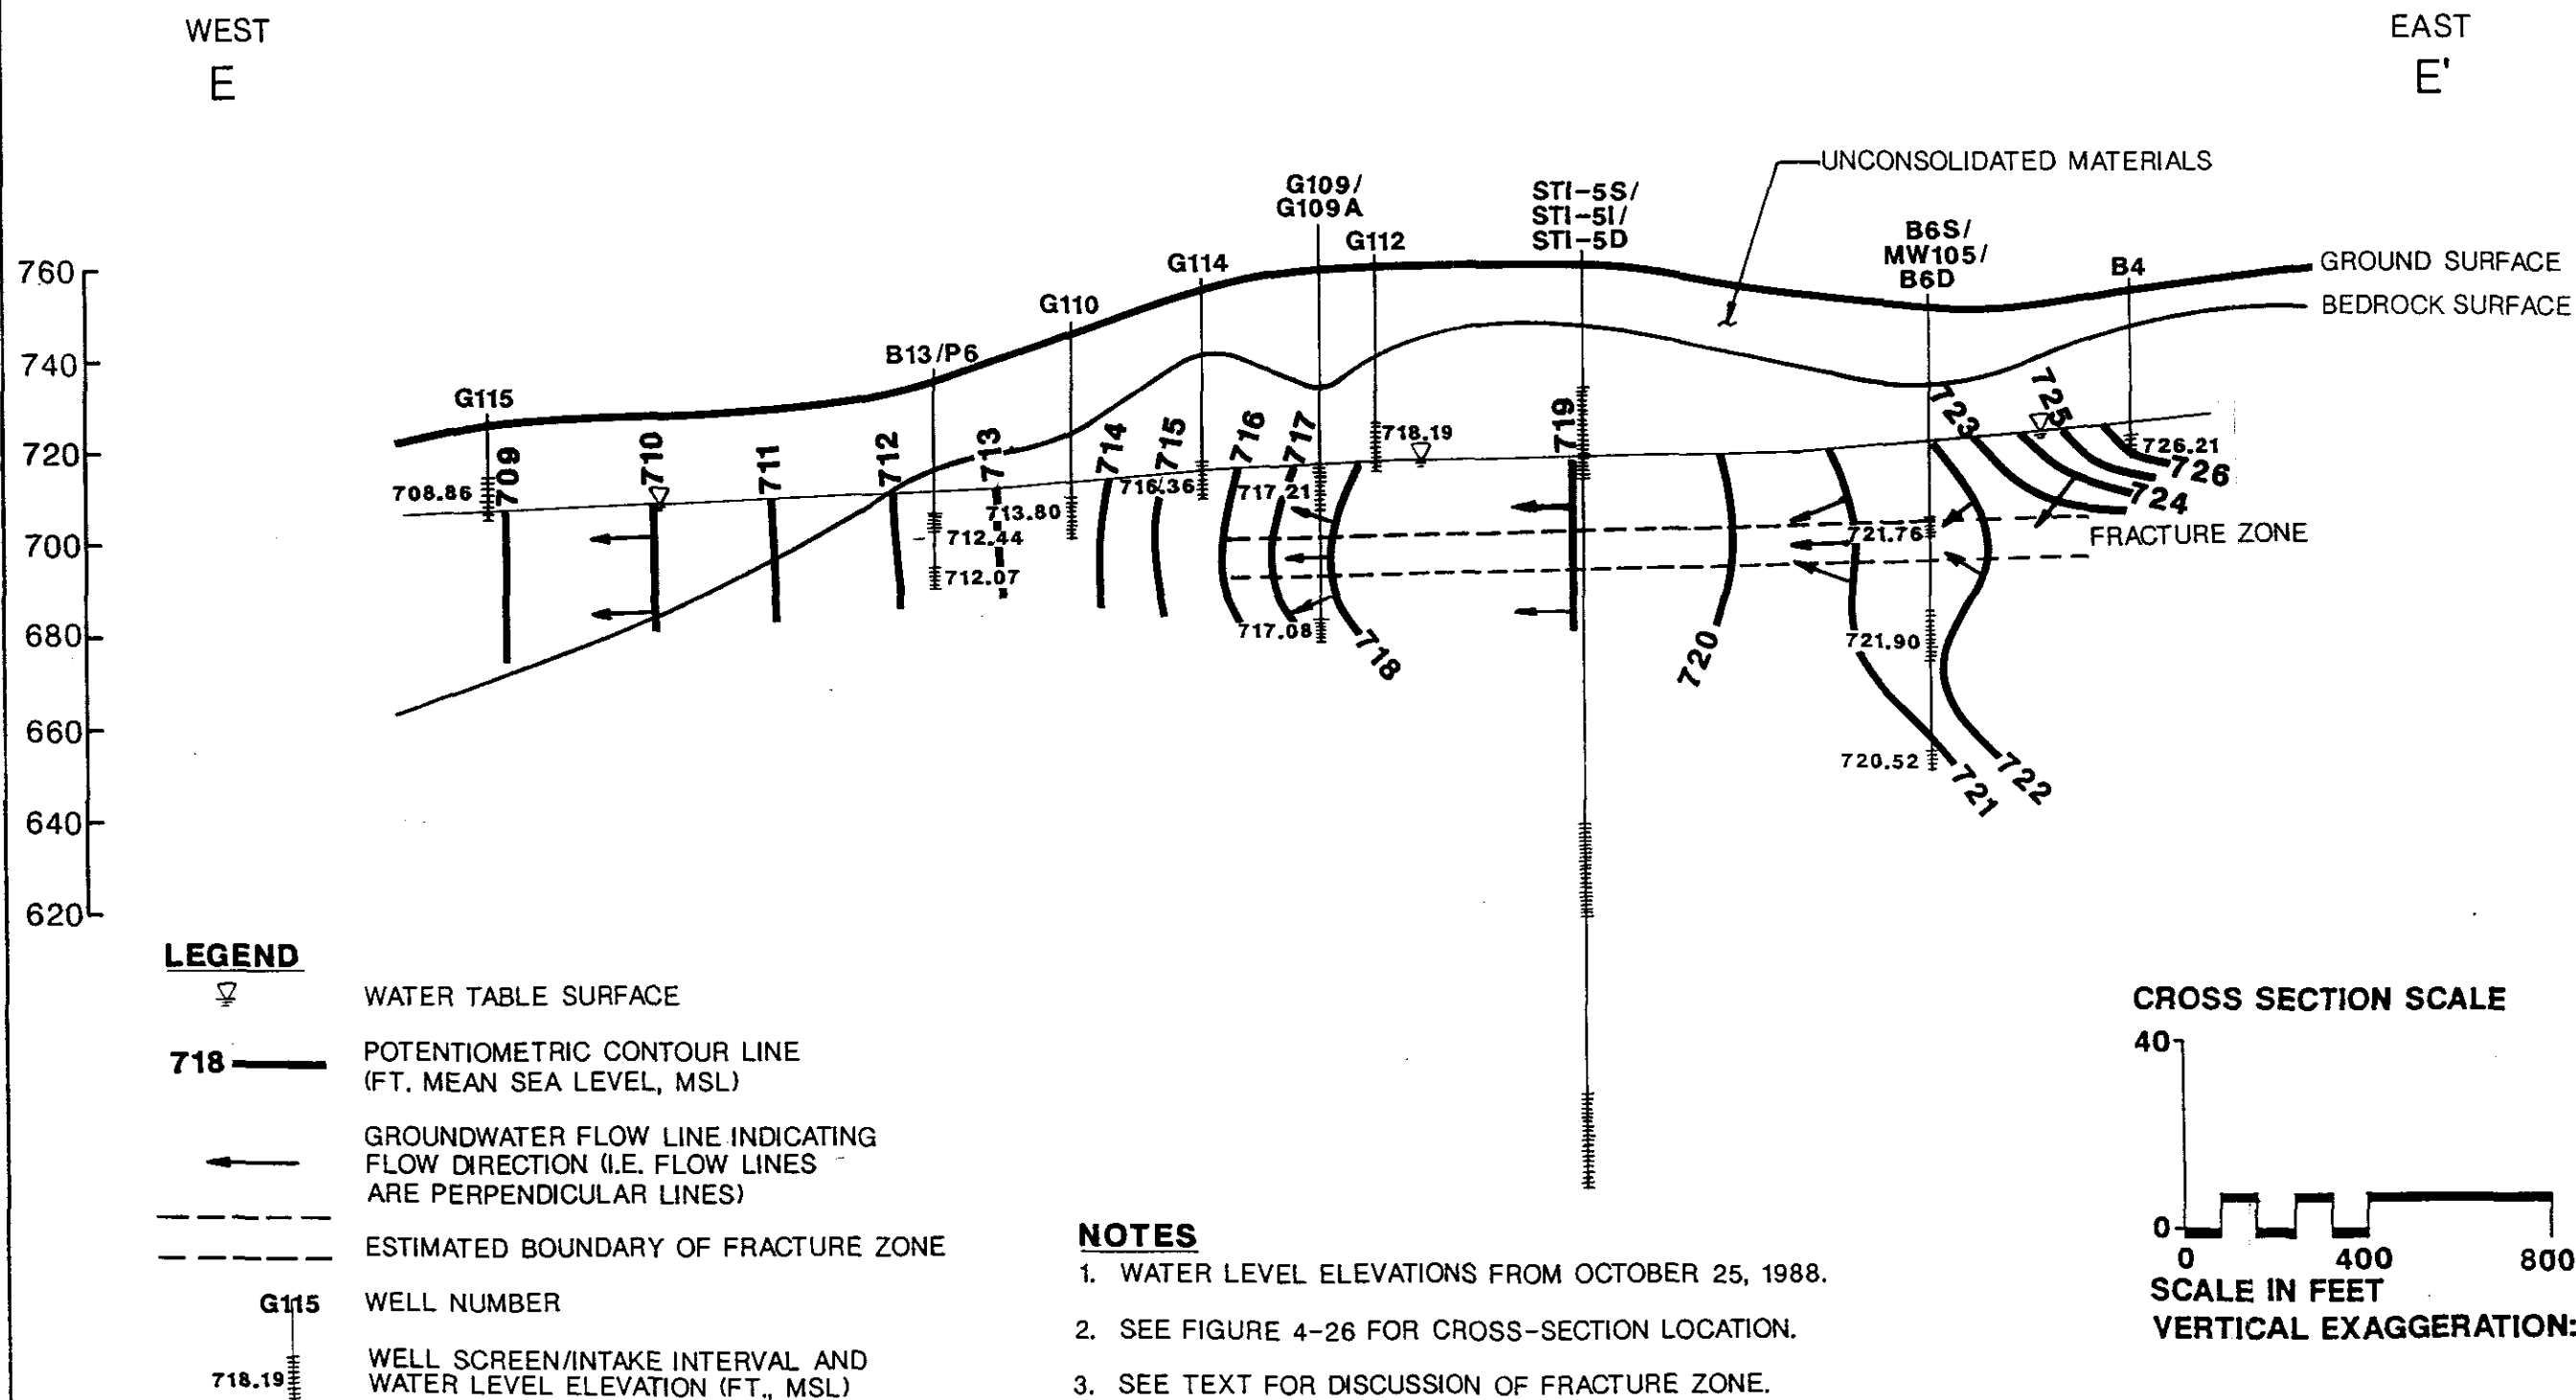 WEST
E
EAST
E'
UNCONSOLIDATED MATERIALS
G109/
G109A
STI-5S/
STI-5I/
STI-5D
G112
B6S/
MW105/
B6D
B4
GROUND SURFACE
BEDROCK SURFACE
G114
G110
B13/P6
G115
760
740
720
700
680
660
640
620
709
710
711
712
713
714
715
716
717
718
719
720
721
722
723
725
724
726
708.86
712.44
712.07
713.80
716.36
717.21
717.08
718.19
721.76
721.90
720.52
726.21
FRACTURE ZONE
LEGEND
WATER TABLE SURFACE
718
POTENTIOMETRIC CONTOUR LINE
(FT. MEAN SEA LEVEL, MSL)
GROUNDWATER FLOW LINE INDICATING
FLOW DIRECTION (I.E. FLOW LINES
ARE PERPENDICULAR LINES)
ESTIMATED BOUNDARY OF FRACTURE ZONE
G115
WELL NUMBER
718.19
WELL SCREEN/INTAKE INTERVAL AND
WATER LEVEL ELEVATION (FT., MSL)
NOTES
1. WATER LEVEL ELEVATIONS FROM OCTOBER 25, 1988.
2. SEE FIGURE 4-26 FOR CROSS-SECTION LOCATION.
3. SEE TEXT FOR DISCUSSION OF FRACTURE ZONE.
CROSS SECTION SCALE
40
0
0 400 800
SCALE IN FEET
VERTICAL EXAGGERATION: